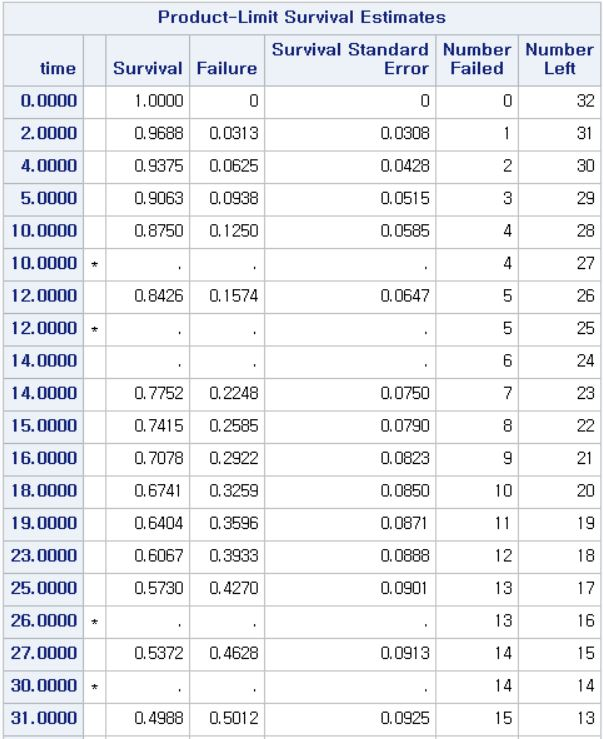 Product-Limit Survival Estimates
time Survival Failure Survival Standard Error Number Failed Number Left
0.0000 1.0000 0 0 0 32
2.0000 0.9688 0.0313 0.0308 1 31
4.0000 0.9375 0.0625 0.0428 2 30
5.0000 0.9063 0.0938 0.0515 3 29
10.0000 0.8750 0.1250 0.0585 4 28
10.0000 * . . . 4 27
12.0000 0.8426 0.1574 0.0647 5 26
12.0000 * . . . 5 25
14.0000 . . . 6 24
14.0000 0.7752 0.2248 0.0750 7 23
15.0000 0.7415 0.2585 0.0790 8 22
16.0000 0.7078 0.2922 0.0823 9 21
18.0000 0.6741 0.3259 0.0850 10 20
19.0000 0.6404 0.3596 0.0871 11 19
23.0000 0.6067 0.3933 0.0888 12 18
25.0000 0.5730 0.4270 0.0901 13 17
26.0000 * . . . 13 16
27.0000 0.5372 0.4628 0.0913 14 15
30.0000 * . . . 14 14
31.0000 0.4988 0.5012 0.0925 15 13